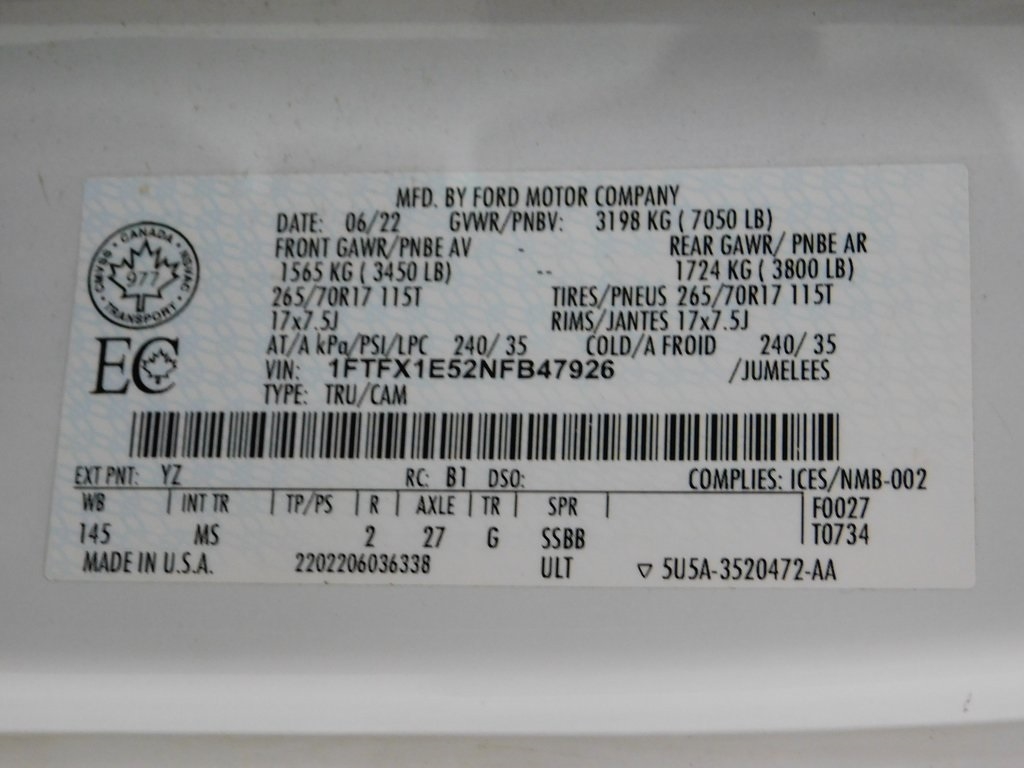 MFD. BY FORD MOTOR COMPANY
DATE: 06/22 GVWR/PNBV: 3198 KG ( 7050 LB)
FRONT GAWR/PNBE AV - REAR GAWR/ PNBE AR
1565 KG ( 3450 LB) -- 1724 KG ( 3800 LB)
265/70R17 115T TIRES/PNEUS 265/70R17 115T
17x7.5J RIMS/JANTES 17x7.5J
AT/A kPa/PSI/LPC 240/ 35 COLD/A FROID 240/ 35
VIN: 1FTFX1E52NFB47926 /JUMELEES
TYPE: TRU/CAM
CANADA
977
TRANSPORT
EC
EXT PNT: YZ RC: B1 DSO: COMPLIES: ICES/NMB-002
WB | INT TR | TP/PS | R | AXLE | TR | SPR | F0027
145 MS 2 27 G SSBB T0734
MADE IN U.S.A. 2202206036338 ULT ▽ 5U5A-3520472-AA